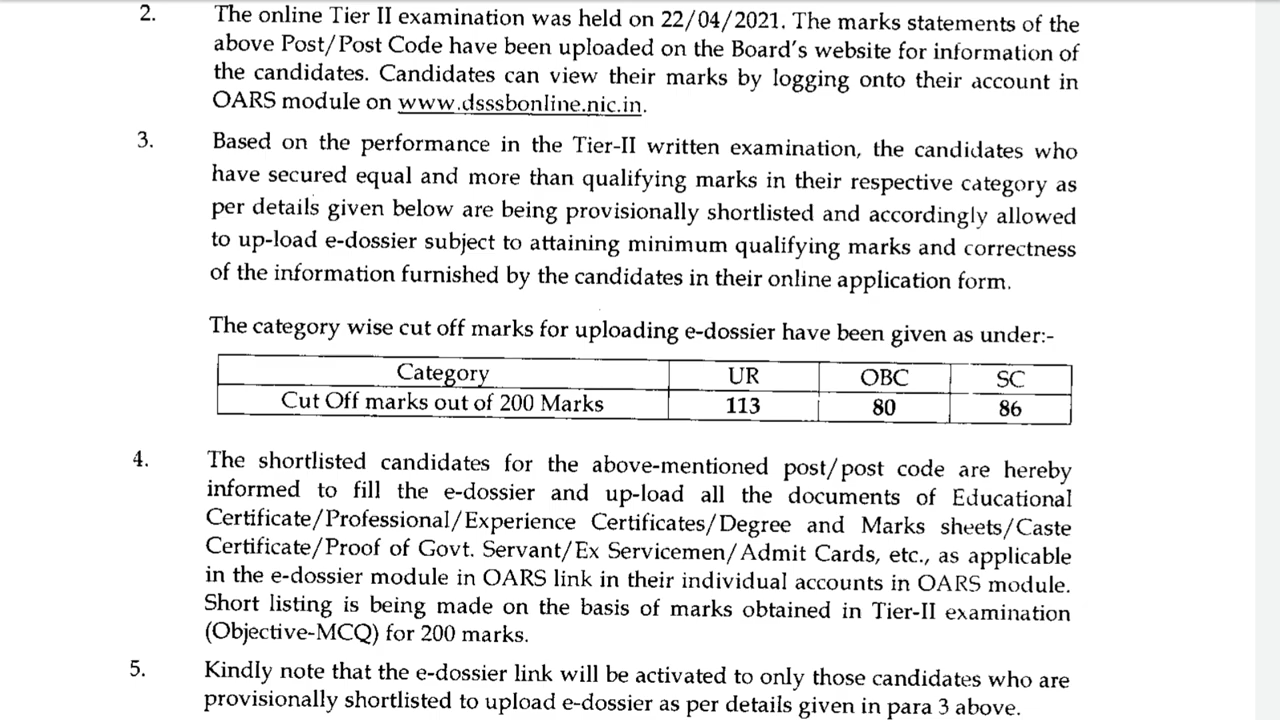 2. The online Tier II examination was held on 22/04/2021. The marks statements of the
above Post/Post Code have been uploaded on the Board's website for information of
the candidates. Candidates can view their marks by logging onto their account in
OARS module on www.dsssbonline.nic.in.
3. Based on the performance in the Tier-II written examination, the candidates who
have secured equal and more than qualifying marks in their respective category as
per details given below are being provisionally shortlisted and accordingly allowed
to up-load e-dossier subject to attaining minimum qualifying marks and correctness
of the information furnished by the candidates in their online application form.
The category wise cut off marks for uploading e-dossier have been given as under:-
Category UR OBC SC
Cut Off marks out of 200 Marks 113 80 86
4. The shortlisted candidates for the above-mentioned post/post code are hereby
informed to fill the e-dossier and up-load all the documents of Educational
Certificate/Professional/Experience Certificates/Degree and Marks sheets/Caste
Certificate/Proof of Govt. Servant/Ex Servicemen/Admit Cards, etc., as applicable
in the e-dossier module in OARS link in their individual accounts in OARS module.
Short listing is being made on the basis of marks obtained in Tier-II examination
(Objective-MCQ) for 200 marks.
5. Kindly note that the e-dossier link will be activated to only those candidates who are
provisionally shortlisted to upload e-dossier as per details given in para 3 above.